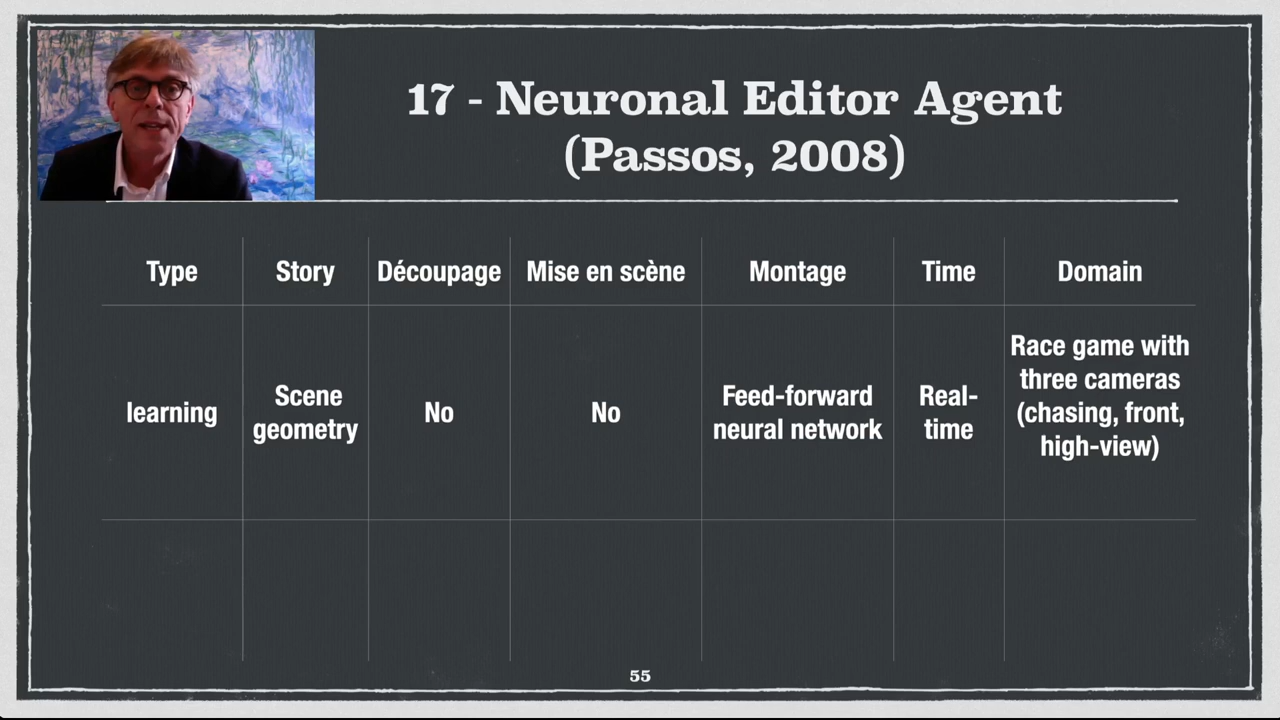 17 - Neuronal Editor Agent
(Passos, 2008)
Type Story Découpage Mise en scène Montage Time Domain
learning
Scene
geometry
No
No
Feed-forward
neural network
Real-
time
Race game with
three cameras
(chasing, front,
high-view)
55